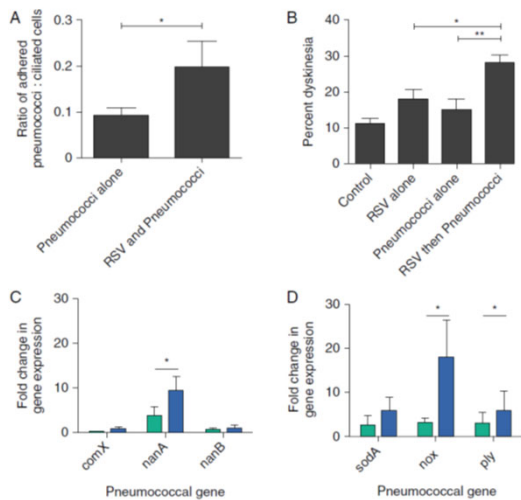 A
Ratio of adhered
pneumococci : ciliated cells
0.3
0.2
0.1
0
*
Pneumococci alone
RSV and Pneumococci
B
Percent dyskinesia
40
30
20
10
0
*
**
Control
RSV alone
Pneumococci alone
RSV then Pneumococci
C
Fold change in
gene expression
30
20
10
0
*
comX
nanA
nanB
Pneumococcal gene
D
Fold change in
gene expression
30
20
10
0
*
*
sodA
nox
ply
Pneumococcal gene